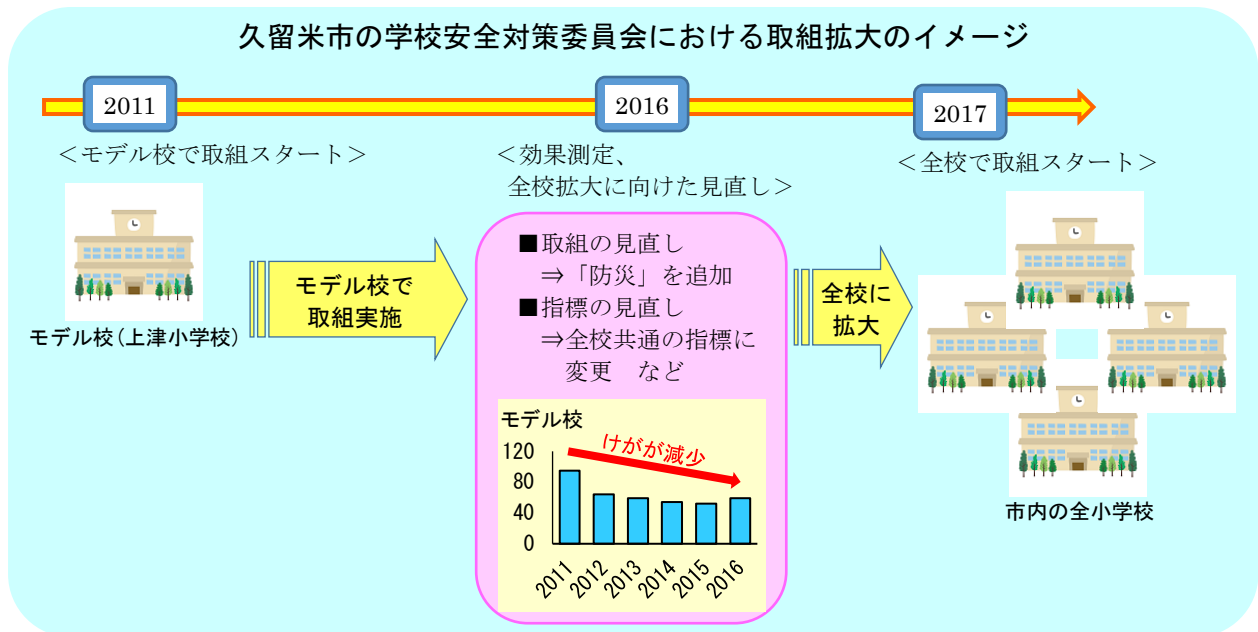 久留米市の学校安全対策委員会における取組拡大のイメージ
2011
2016
2017
＜モデル校で取組スタート＞
＜効果測定、
全校拡大に向けた見直し＞
＜全校で取組スタート＞
モデル校で
取組実施
モデル校（上津小学校）
■取組の見直し
⇒「防災」を追加
■指標の見直し
⇒全校共通の指標に
変更　など
モデル校
けがが減少
120
80
40
0
2011 2012 2013 2014 2015 2016
全校に
拡大
市内の全小学校